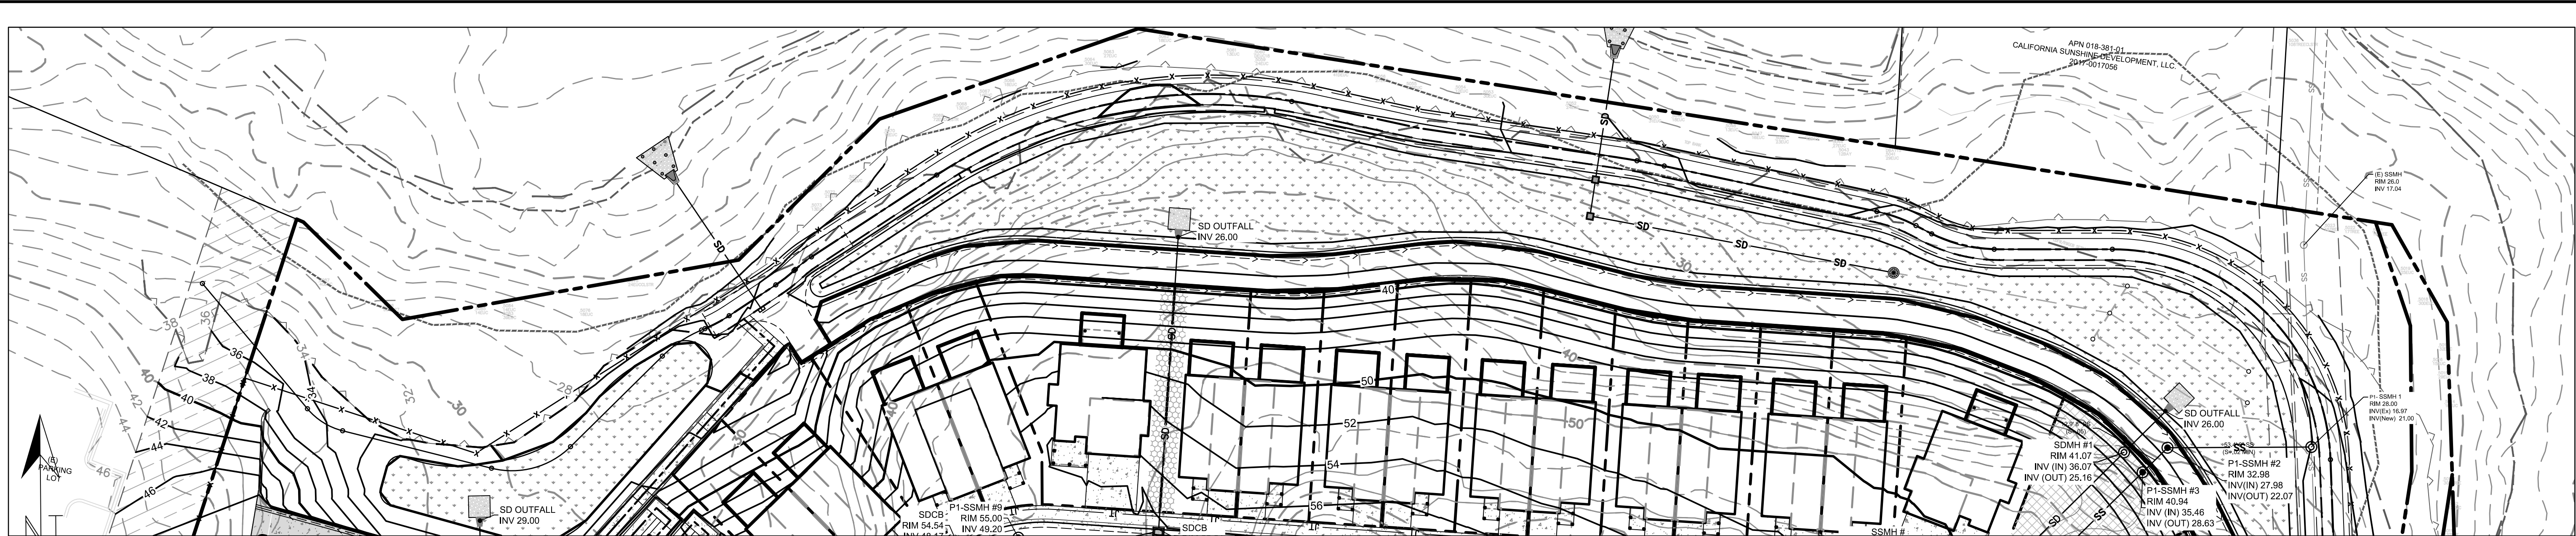 APN 018-381-01
CALIFORNIA SUNSHINE DEVELOPMENT, LLC.
2017-0017056
SD
(E) SSMH
RIM 26.0
INV 17.04
SS
SS
SS
SD OUTFALL
INV 26.00
SD
SD
SD
SD
30
40
38
36
36
38
40
42
44
46
40
42
44
46
34
34
32
30
28
(E)
PARKING
LOT
SD OUTFALL
INV 29.00
40
50
52
54
56
40
50
SD
SD
P1-SSMH #9
RIM 55.00
INV 49.20
SDCB
RIM 54.54
SDCB
SSMH #
P1- SSMH 1
RIM 28.00
INV(Ex) 16.97
INV(New) 21.00
SD OUTFALL
INV 26.00
SDMH #1
RIM 41.07
INV (IN) 36.07
INV (OUT) 25.16
P1-SSMH #2
RIM 32.98
INV(IN) 27.98
INV(OUT) 22.07
P1-SSMH #3
RIM 40.94
INV (IN) 35.46
INV (OUT) 28.63
SD
SS
SS